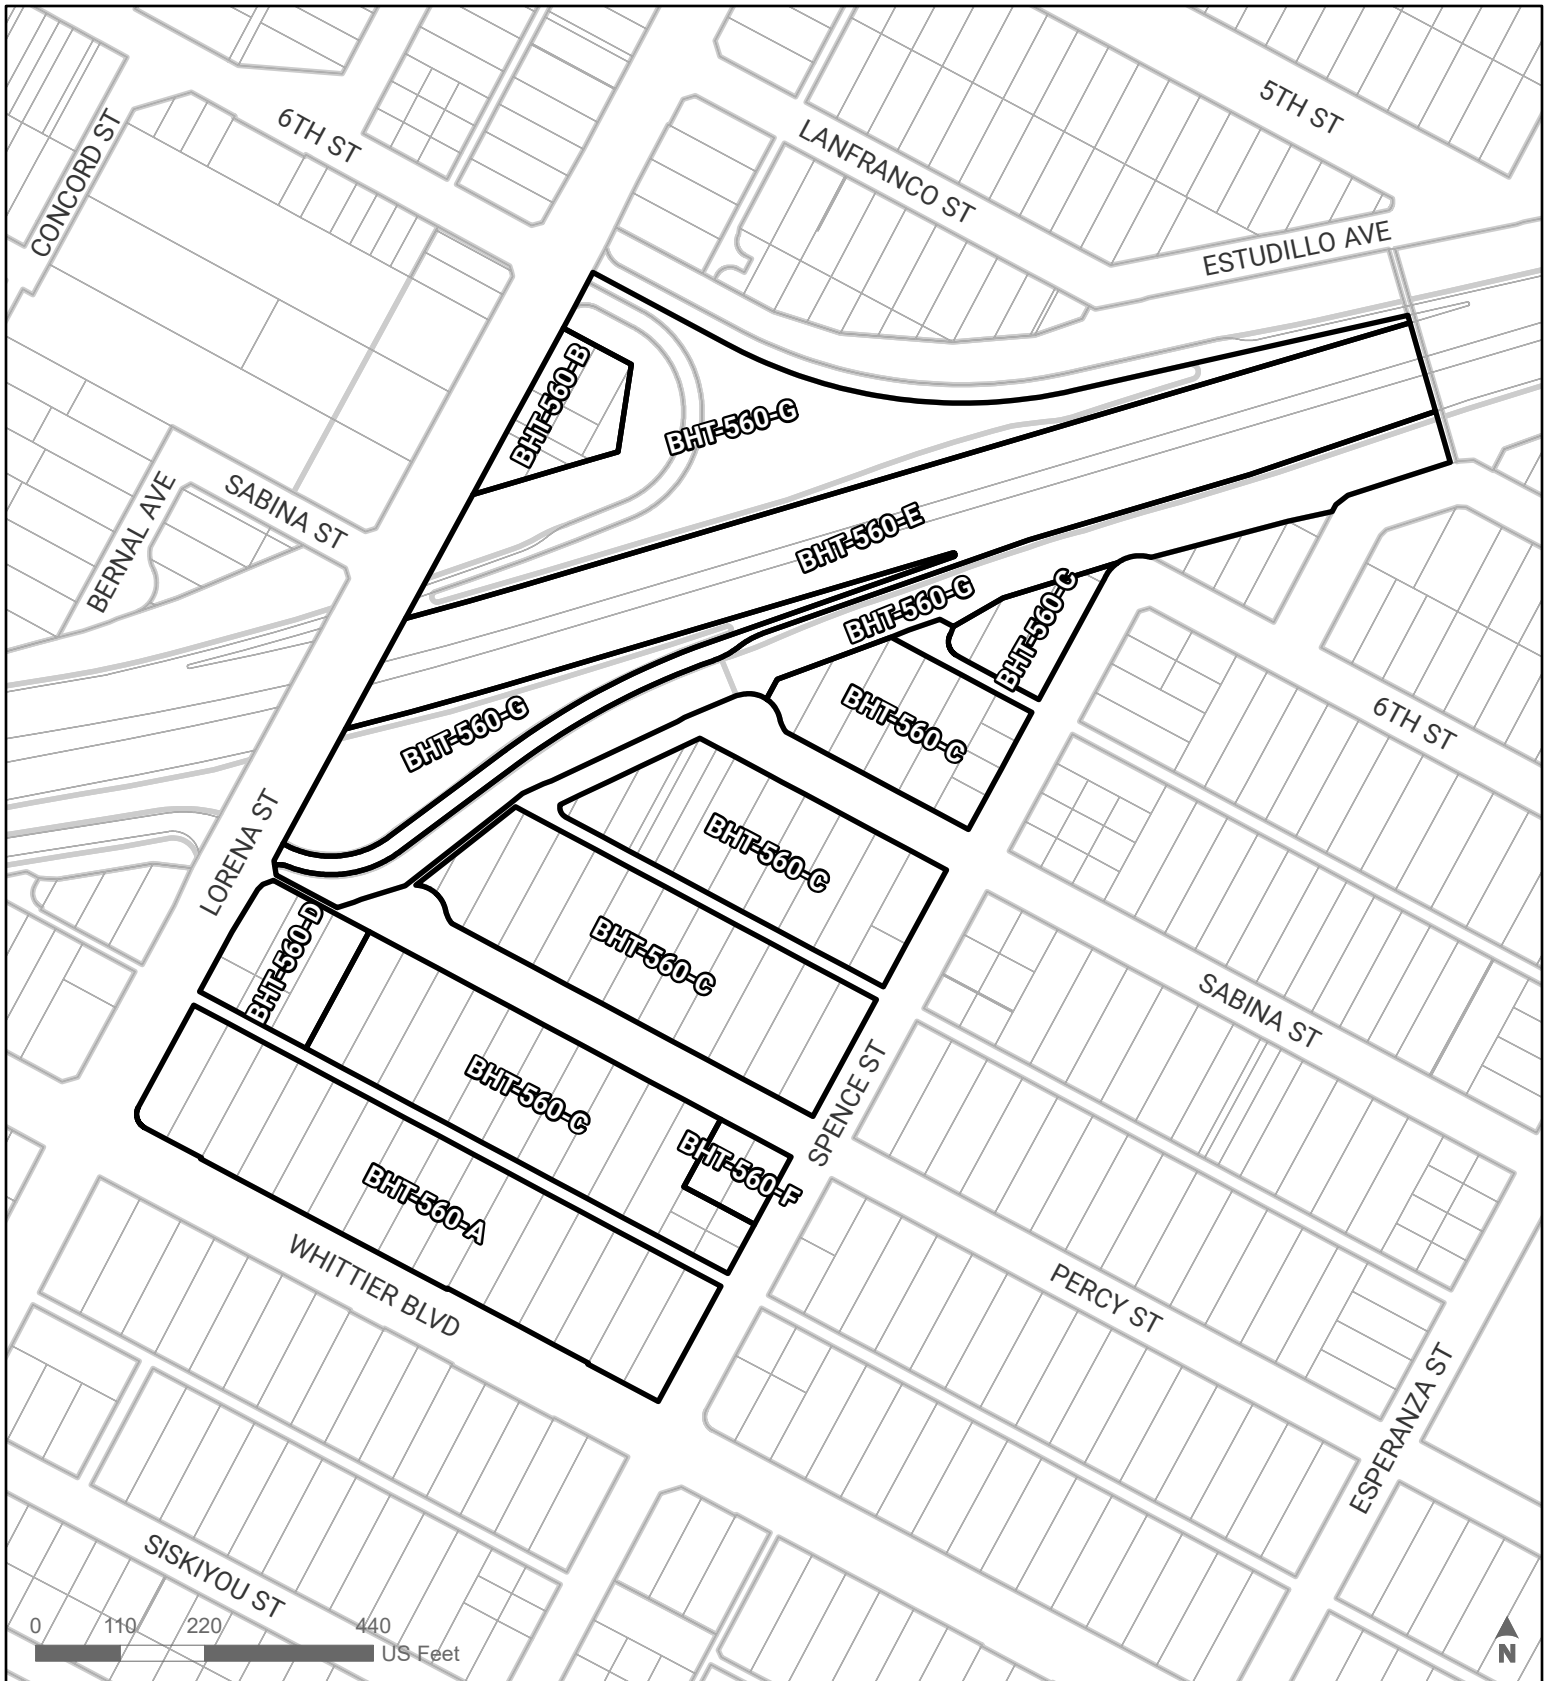 5TH ST
6TH ST
CONCORD ST
LANFRANCO ST
ESTUDILLO AVE
BHT-560-B
BHT-560-G
SABINA ST
BERNAL AVE
BHT-560-E
BHT-560-G
BHT-560-C
BHT-560-C
6TH ST
BHT-560-G
LORENA ST
BHT-560-C
BHT-560-D
BHT-560-C
SABINA ST
BHT-560-C
SPENCE ST
BHT-560-F
BHT-560-A
WHITTIER BLVD
PERCY ST
ESPERANZA ST
SISKIYOU ST
0 110 220 440
US Feet
N